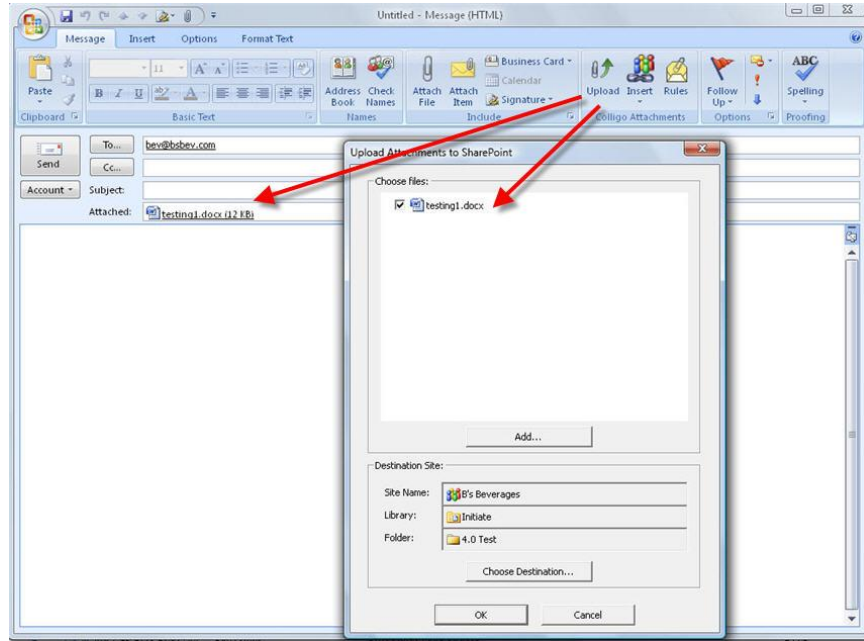 Untitled - Message (HTML)
Message Insert Options Format Text
Paste
11
A A
B I U
Address Book
Check Names
Attach File
Attach Item
Business Card
Calendar
Signature
Upload Insert Rules
Follow Up
ABC
Spelling
Clipboard Basic Text Names Include Colligo Attachments Options Proofing
Send
To... bev@bsbev.com
Cc...
Account
Subject:
Attached: testing1.docx (12 KB)
Upload Attachments to SharePoint
Choose files:
testing1.docx
Add...
Destination Site:
Site Name: B's Beverages
Library: Initiate
Folder: 4.0 Test
Choose Destination...
OK Cancel